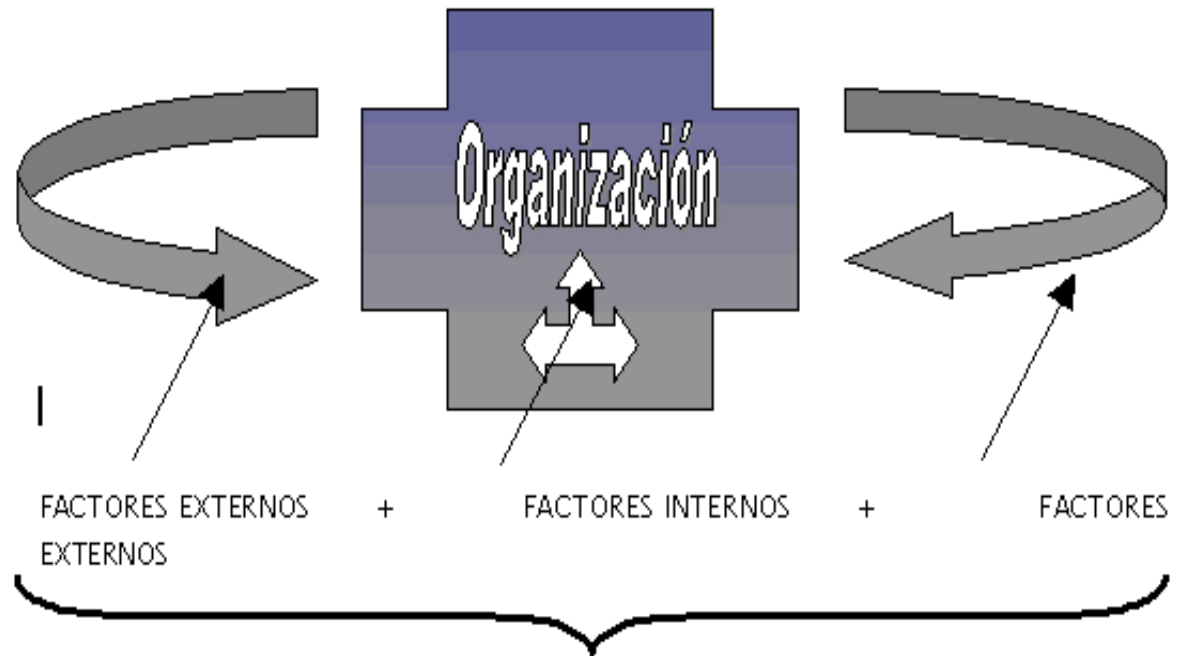 Organización
FACTORES EXTERNOS + FACTORES INTERNOS + FACTORES
EXTERNOS